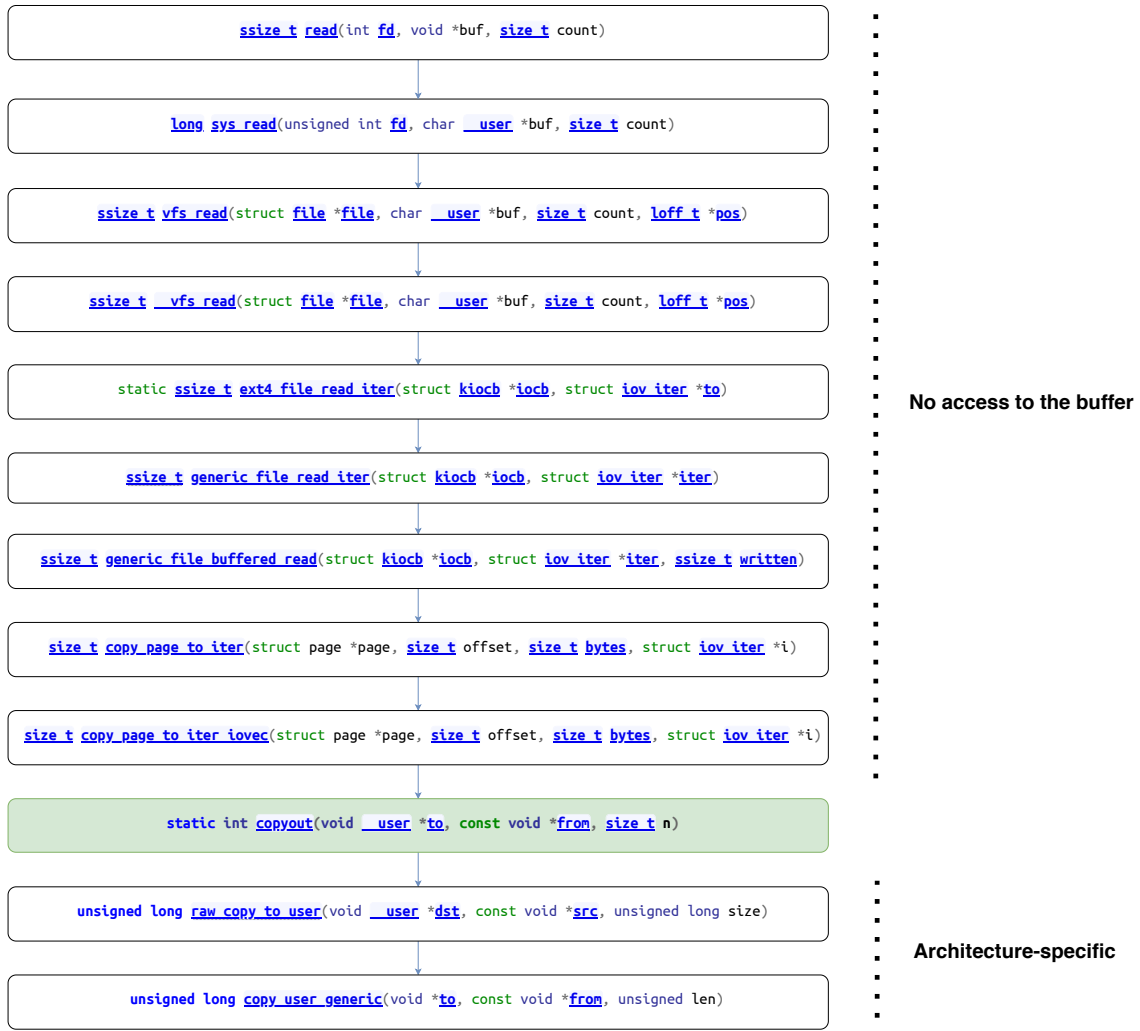 ssize_t read(int fd, void *buf, size_t count)
long sys_read(unsigned int fd, char __user *buf, size_t count)
ssize_t vfs_read(struct file *file, char __user *buf, size_t count, loff_t *pos)
ssize_t __vfs_read(struct file *file, char __user *buf, size_t count, loff_t *pos)
static ssize_t ext4_file_read_iter(struct kiocb *iocb, struct iov_iter *to)
No access to the buffer
ssize_t generic_file_read_iter(struct kiocb *iocb, struct iov_iter *iter)
ssize_t generic_file_buffered_read(struct kiocb *iocb, struct iov_iter *iter, ssize_t written)
size_t copy_page_to_iter(struct page *page, size_t offset, size_t bytes, struct iov_iter *i)
size_t copy_page_to_iter_iovec(struct page *page, size_t offset, size_t bytes, struct iov_iter *i)
static int copyout(void __user *to, const void *from, size_t n)
unsigned long raw_copy_to_user(void __user *dst, const void *src, unsigned long size)
Architecture-specific
unsigned long copy_user_generic(void *to, const void *from, unsigned len)